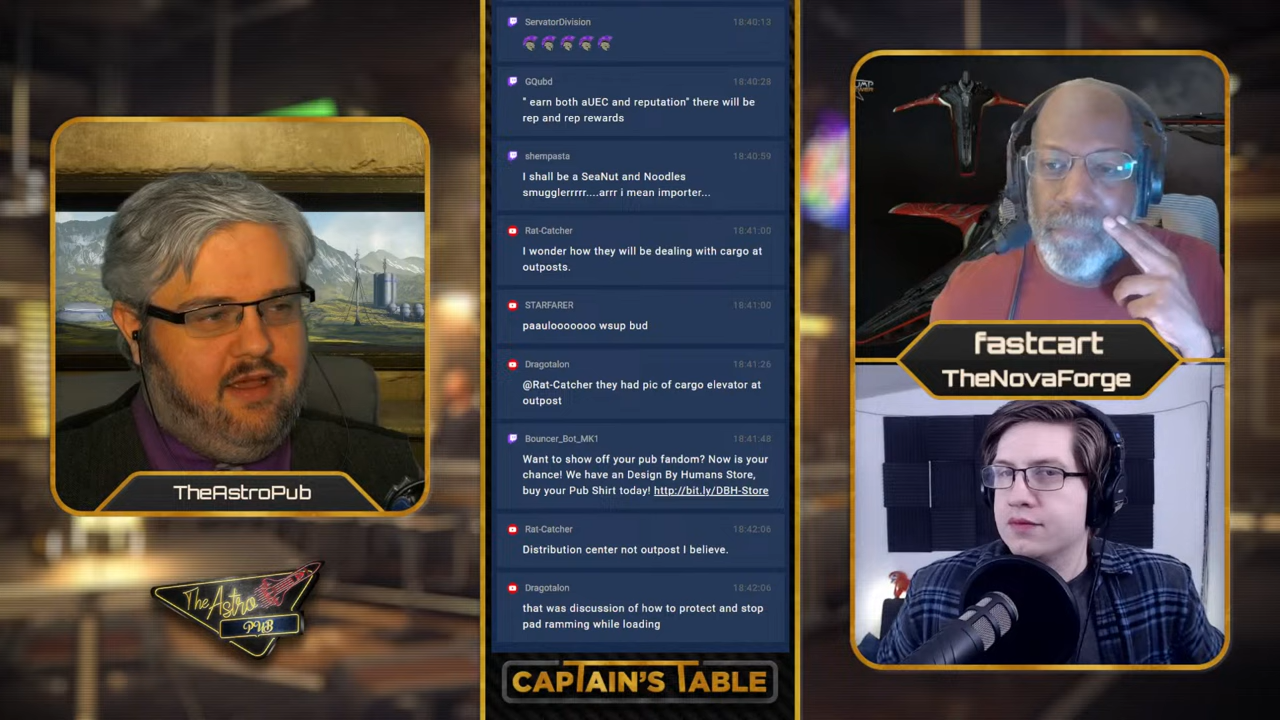 ServatorDivision 18:40:13
GQubd 18:40:28
" earn both aUEC and reputation" there will be
rep and rep rewards
shempasta 18:40:59
I shall be a SeaNut and Noodles
smugglerrrrr....arrr i mean importer...
Rat-Catcher 18:41:00
I wonder how they will be dealing with cargo at
outposts.
STARFARER 18:41:00
paaulooooooo wsup bud
Dragotalon 18:41:26
@Rat-Catcher they had pic of cargo elevator at
outpost
Bouncer_Bot_MK1 18:41:48
Want to show off your pub fandom? Now is your
chance! We have an Design By Humans Store,
buy your Pub Shirt today! http://bit.ly/DBH-Store
Rat-Catcher 18:42:06
Distribution center not outpost I believe.
Dragotalon 18:42:06
that was discussion of how to protect and stop
pad ramming while loading
CAPTAIN'S TABLE
TheAstroPub
The Astro
PUB
fastcart
TheNovaForge